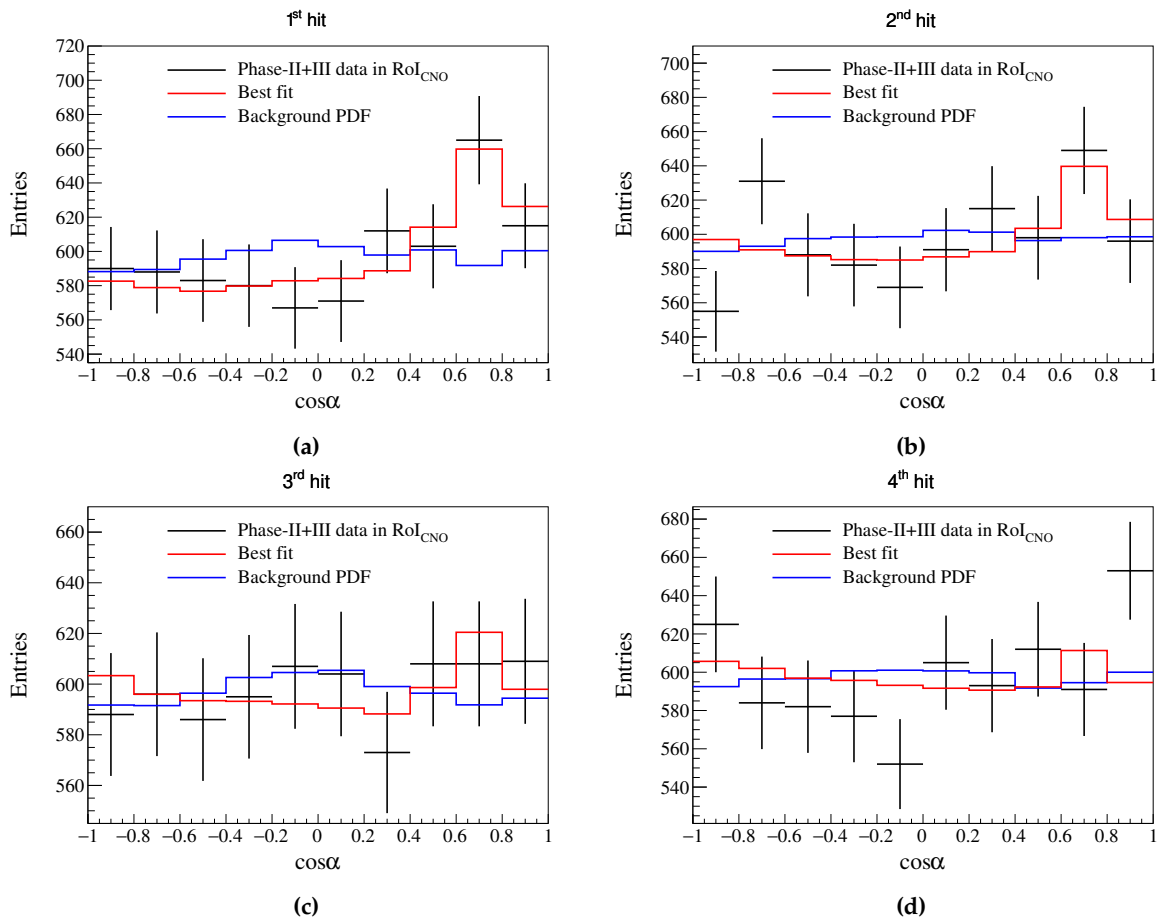 1st hit
720
700
680
660
640
620
600
580
560
540
Entries
Phase-II+III data in RoICNO
Best fit
Background PDF
−1 −0.8 −0.6 −0.4 −0.2 0 0.2 0.4 0.6 0.8 1
cosα
(a)
2nd hit
700
680
660
640
620
600
580
560
540
Entries
Phase-II+III data in RoICNO
Best fit
Background PDF
−1 −0.8 −0.6 −0.4 −0.2 0 0.2 0.4 0.6 0.8 1
cosα
(b)
3rd hit
660
640
620
600
580
560
Entries
Phase-II+III data in RoICNO
Best fit
Background PDF
−1 −0.8 −0.6 −0.4 −0.2 0 0.2 0.4 0.6 0.8 1
cosα
(c)
4th hit
680
660
640
620
600
580
560
540
Entries
Phase-II+III data in RoICNO
Best fit
Background PDF
−1 −0.8 −0.6 −0.4 −0.2 0 0.2 0.4 0.6 0.8 1
cosα
(d)